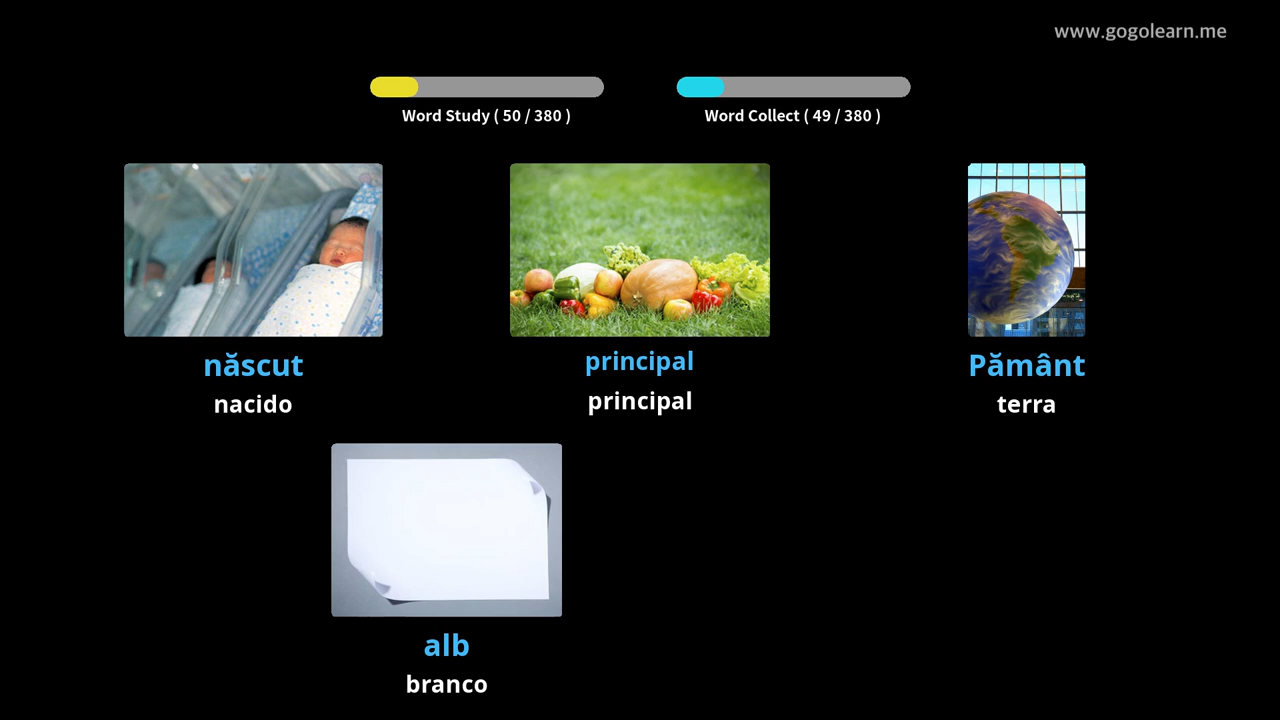 www.gogolearn.me
Word Study ( 50 / 380 )
Word Collect ( 49 / 380 )
născut
nacido
principal
principal
Pământ
terra
alb
branco